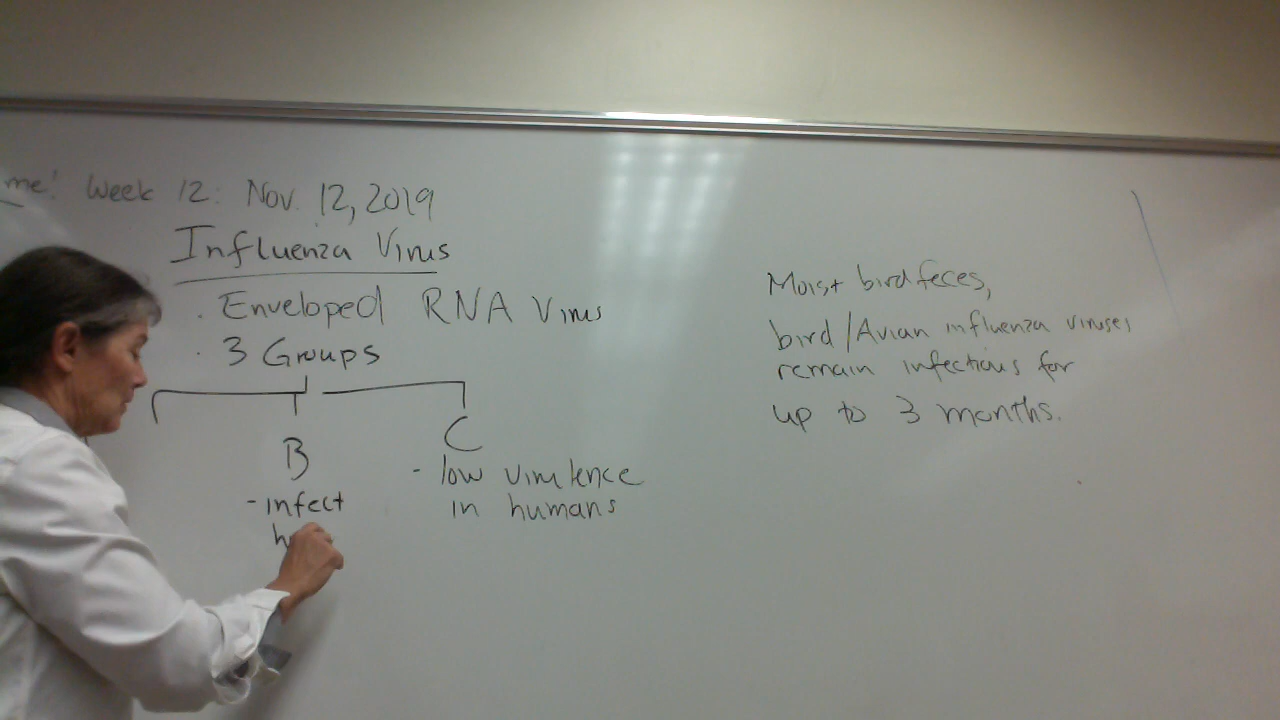 me! Week 12: Nov. 12, 2019
Influenza Virus
. Enveloped RNA Virus
. 3 Groups
B
- infect
C
- low virulence
in humans
Moist bird feces,
bird/Avian influenza viruses
remain infectious for
up to 3 months.